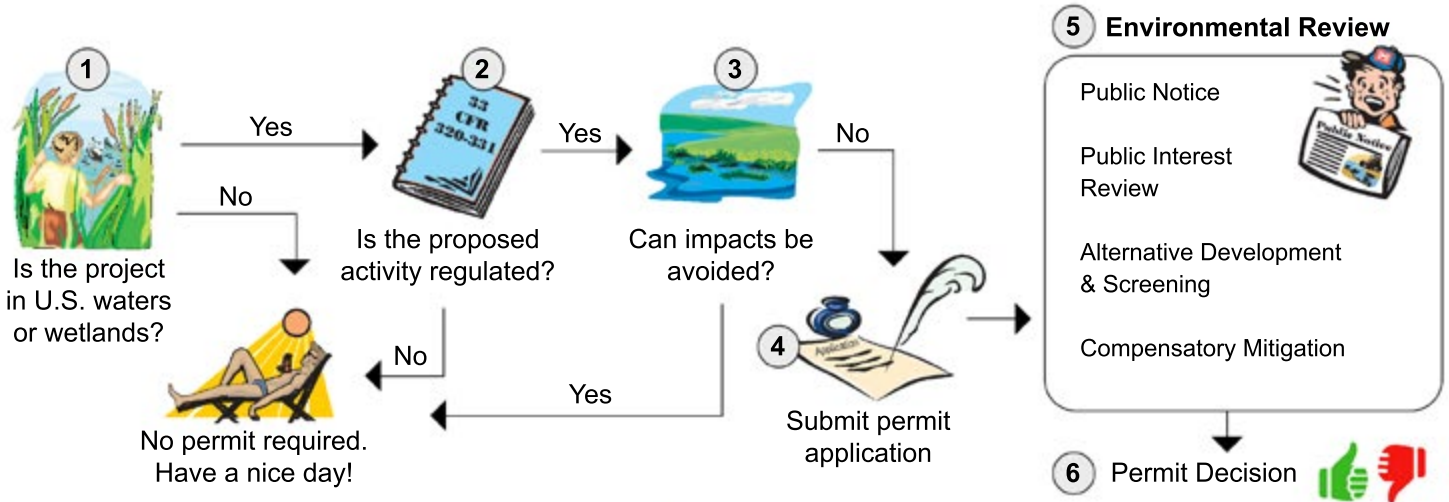 1
Is the project
in U.S. waters
or wetlands?
Yes
No
2
33
CFR
320-331
Is the proposed
activity regulated?
Yes
No
3
Can impacts be
avoided?
No
Yes
No permit required.
Have a nice day!
4
Application
Submit permit
application
5 Environmental Review
Public Notice
Public Interest
Review
Alternative Development
& Screening
Compensatory Mitigation
Public Notice
6 Permit Decision